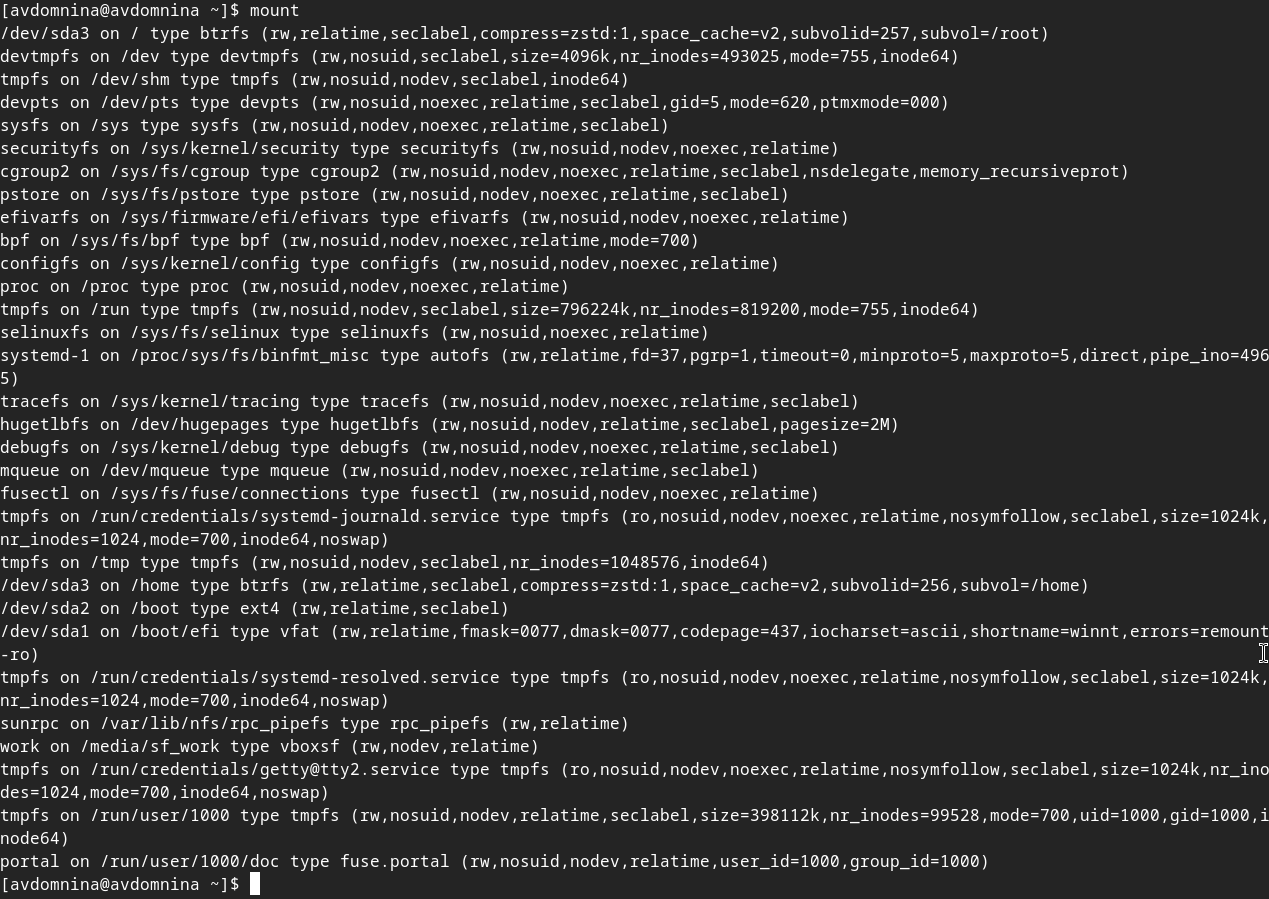 [avdomnina@avdomnina ~]$ mount
/dev/sda3 on / type btrfs (rw,relatime,seclabel,compress=zstd:1,space_cache=v2,subvolid=257,subvol=/root)
devtmpfs on /dev type devtmpfs (rw,nosuid,seclabel,size=4096k,nr_inodes=493025,mode=755,inode64)
tmpfs on /dev/shm type tmpfs (rw,nosuid,nodev,seclabel,inode64)
devpts on /dev/pts type devpts (rw,nosuid,noexec,relatime,seclabel,gid=5,mode=620,ptmxmode=000)
sysfs on /sys type sysfs (rw,nosuid,nodev,noexec,relatime,seclabel)
securityfs on /sys/kernel/security type securityfs (rw,nosuid,nodev,noexec,relatime)
cgroup2 on /sys/fs/cgroup type cgroup2 (rw,nosuid,nodev,noexec,relatime,seclabel,nsdelegate,memory_recursiveprot)
pstore on /sys/fs/pstore type pstore (rw,nosuid,nodev,noexec,relatime,seclabel)
efivarfs on /sys/firmware/efi/efivars type efivarfs (rw,nosuid,nodev,noexec,relatime)
bpf on /sys/fs/bpf type bpf (rw,nosuid,nodev,noexec,relatime,mode=700)
configfs on /sys/kernel/config type configfs (rw,nosuid,nodev,noexec,relatime)
proc on /proc type proc (rw,nosuid,nodev,noexec,relatime)
tmpfs on /run type tmpfs (rw,nosuid,nodev,seclabel,size=796224k,nr_inodes=819200,mode=755,inode64)
selinuxfs on /sys/fs/selinux type selinuxfs (rw,nosuid,noexec,relatime)
systemd-1 on /proc/sys/fs/binfmt_misc type autofs (rw,relatime,fd=37,pgrp=1,timeout=0,minproto=5,maxproto=5,direct,pipe_ino=496
5)
tracefs on /sys/kernel/tracing type tracefs (rw,nosuid,nodev,noexec,relatime,seclabel)
hugetlbfs on /dev/hugepages type hugetlbfs (rw,nosuid,nodev,relatime,seclabel,pagesize=2M)
debugfs on /sys/kernel/debug type debugfs (rw,nosuid,nodev,noexec,relatime,seclabel)
mqueue on /dev/mqueue type mqueue (rw,nosuid,nodev,noexec,relatime,seclabel)
fusectl on /sys/fs/fuse/connections type fusectl (rw,nosuid,nodev,noexec,relatime)
tmpfs on /run/credentials/systemd-journald.service type tmpfs (ro,nosuid,nodev,noexec,relatime,nosymfollow,seclabel,size=1024k,
nr_inodes=1024,mode=700,inode64,noswap)
tmpfs on /tmp type tmpfs (rw,nosuid,nodev,seclabel,nr_inodes=1048576,inode64)
/dev/sda3 on /home type btrfs (rw,relatime,seclabel,compress=zstd:1,space_cache=v2,subvolid=256,subvol=/home)
/dev/sda2 on /boot type ext4 (rw,relatime,seclabel)
/dev/sda1 on /boot/efi type vfat (rw,relatime,fmask=0077,dmask=0077,codepage=437,iocharset=ascii,shortname=winnt,errors=remount
-ro)
tmpfs on /run/credentials/systemd-resolved.service type tmpfs (ro,nosuid,nodev,noexec,relatime,nosymfollow,seclabel,size=1024k,
nr_inodes=1024,mode=700,inode64,noswap)
sunrpc on /var/lib/nfs/rpc_pipefs type rpc_pipefs (rw,relatime)
work on /media/sf_work type vboxsf (rw,nodev,relatime)
tmpfs on /run/credentials/getty@tty2.service type tmpfs (ro,nosuid,nodev,noexec,relatime,nosymfollow,seclabel,size=1024k,nr_ino
des=1024,mode=700,inode64,noswap)
tmpfs on /run/user/1000 type tmpfs (rw,nosuid,nodev,relatime,seclabel,size=398112k,nr_inodes=99528,mode=700,uid=1000,gid=1000,i
node64)
portal on /run/user/1000/doc type fuse.portal (rw,nosuid,nodev,relatime,user_id=1000,group_id=1000)
[avdomnina@avdomnina ~]$